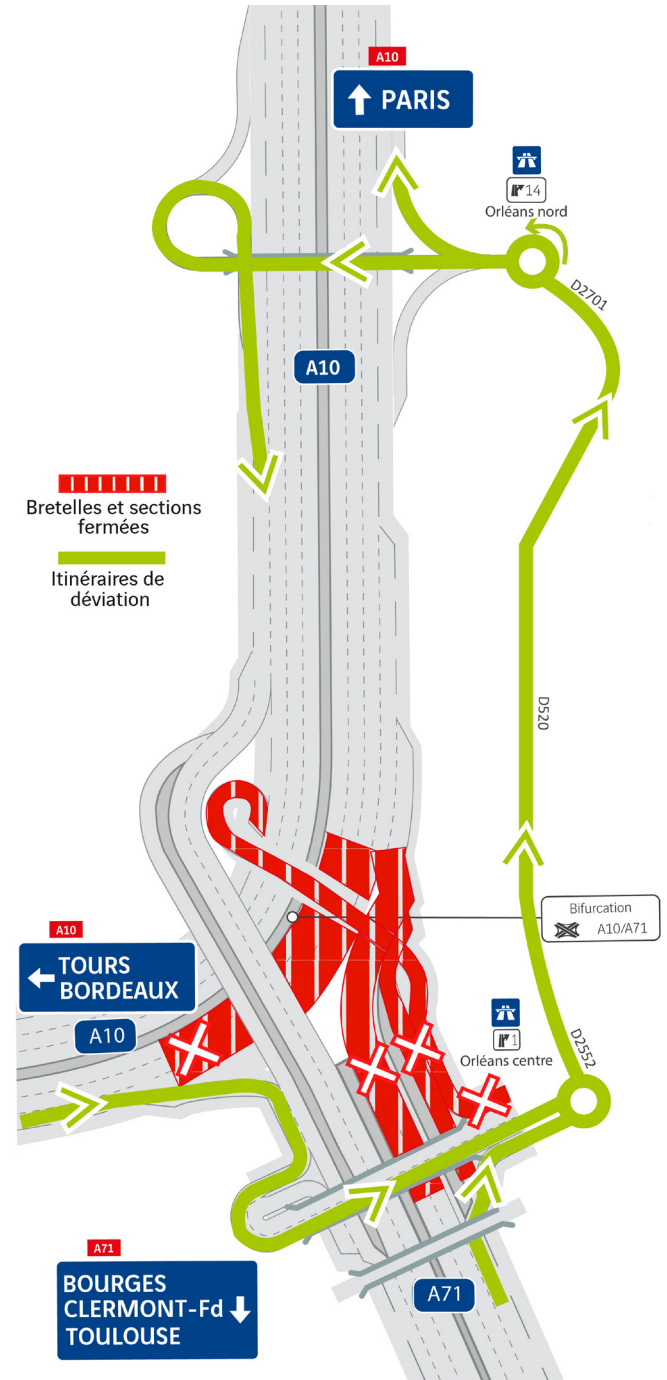 A10
PARIS
14
Orléans nord
D2701
A10
Bretelles et sections
fermées
Itinéraires de
déviation
D520
Bifurcation
A10/A71
A10
TOURS
BORDEAUX
A10
1
Orléans centre
D2552
A71
BOURGES
CLERMONT-Fd
TOULOUSE
A71